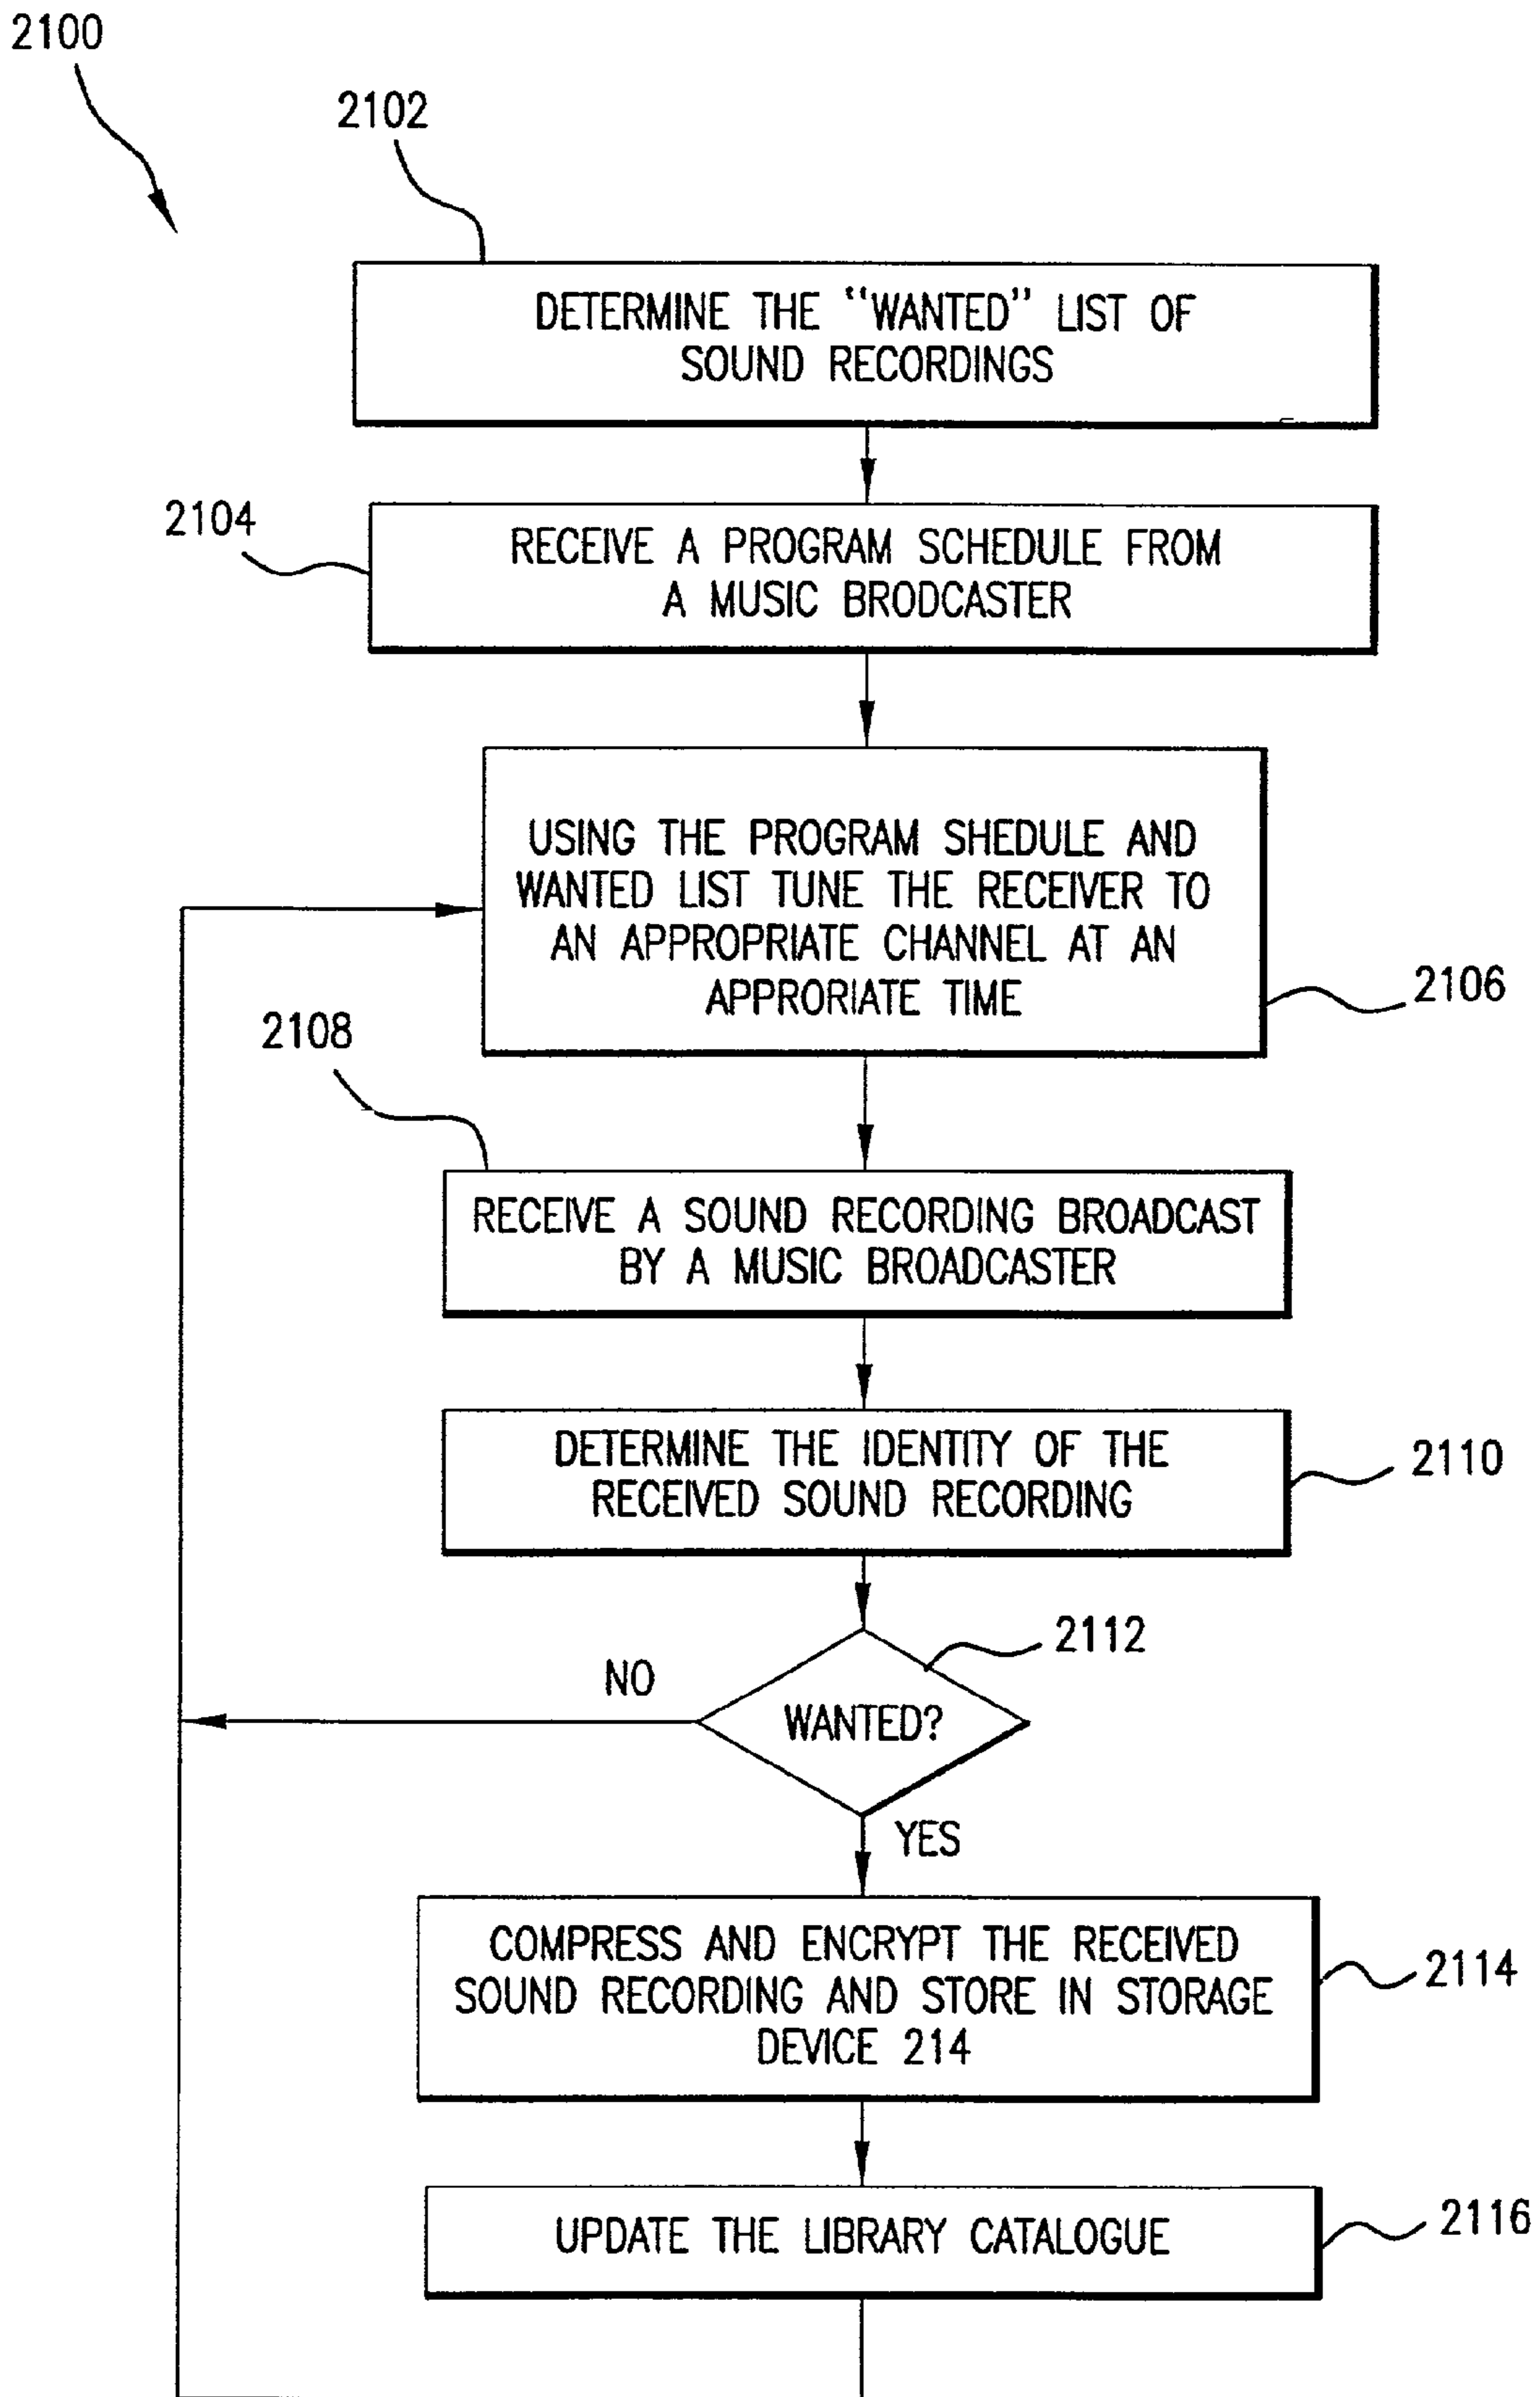 2100
2102
DETERMINE THE “WANTED” LIST OF
SOUND RECORDINGS
2104
RECEIVE A PROGRAM SCHEDULE FROM
A MUSIC BRODCASTER
USING THE PROGRAM SHEDULE AND
WANTED LIST TUNE THE RECEIVER TO
AN APPROPRIATE CHANNEL AT AN
APPRORIATE TIME
2106
2108
RECEIVE A SOUND RECORDING BROADCAST
BY A MUSIC BROADCASTER
DETERMINE THE IDENTITY OF THE
RECEIVED SOUND RECORDING
2110
2112
NO
WANTED?
YES
COMPRESS AND ENCRYPT THE RECEIVED
SOUND RECORDING AND STORE IN STORAGE
DEVICE 214
2114
UPDATE THE LIBRARY CATALOGUE
2116